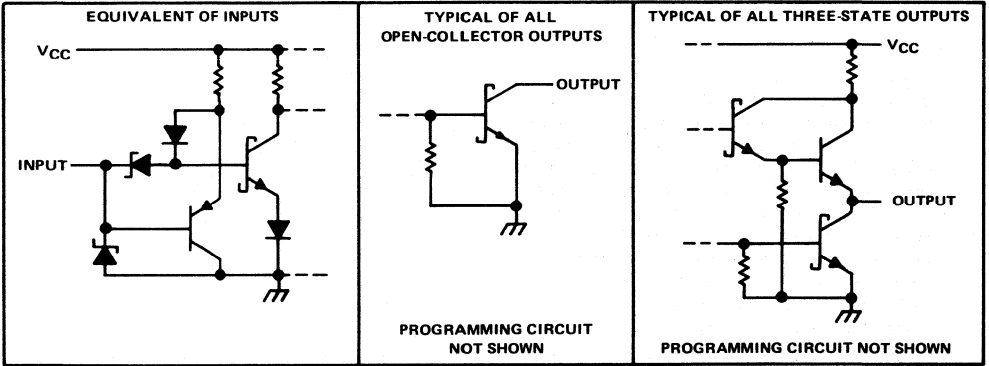 EQUIVALENT OF INPUTS
VCC
INPUT
TYPICAL OF ALL
OPEN-COLLECTOR OUTPUTS
OUTPUT
PROGRAMMING CIRCUIT
NOT SHOWN
TYPICAL OF ALL THREE-STATE OUTPUTS
VCC
OUTPUT
PROGRAMMING CIRCUIT NOT SHOWN